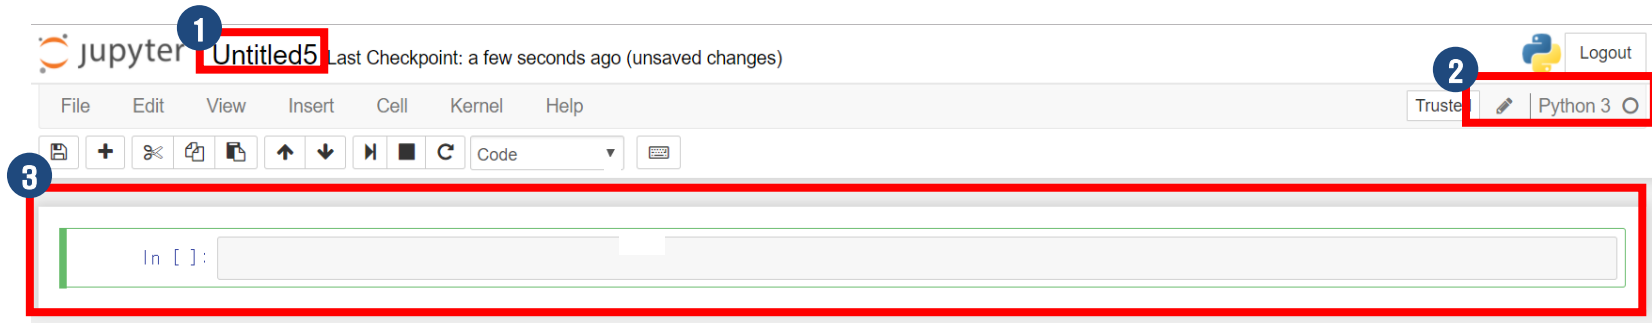 1
jupyter Untitled5 Last Checkpoint: a few seconds ago (unsaved changes) Logout
2
File Edit View Insert Cell Kernel Help Trusted Python 3
Code
3
In [ ]: